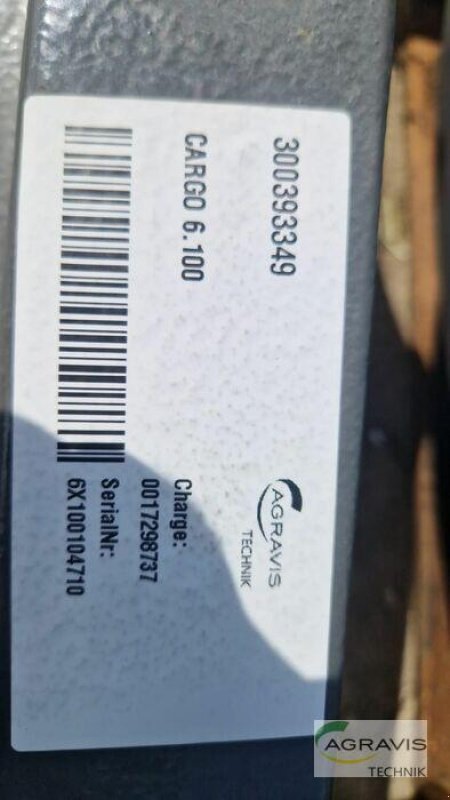 300393349
CARGO 6.100
AGRAVIS
TECHNIK
Charge:
0017298737
SerialNr:
6X100104710
AGRAVIS
TECHNIK